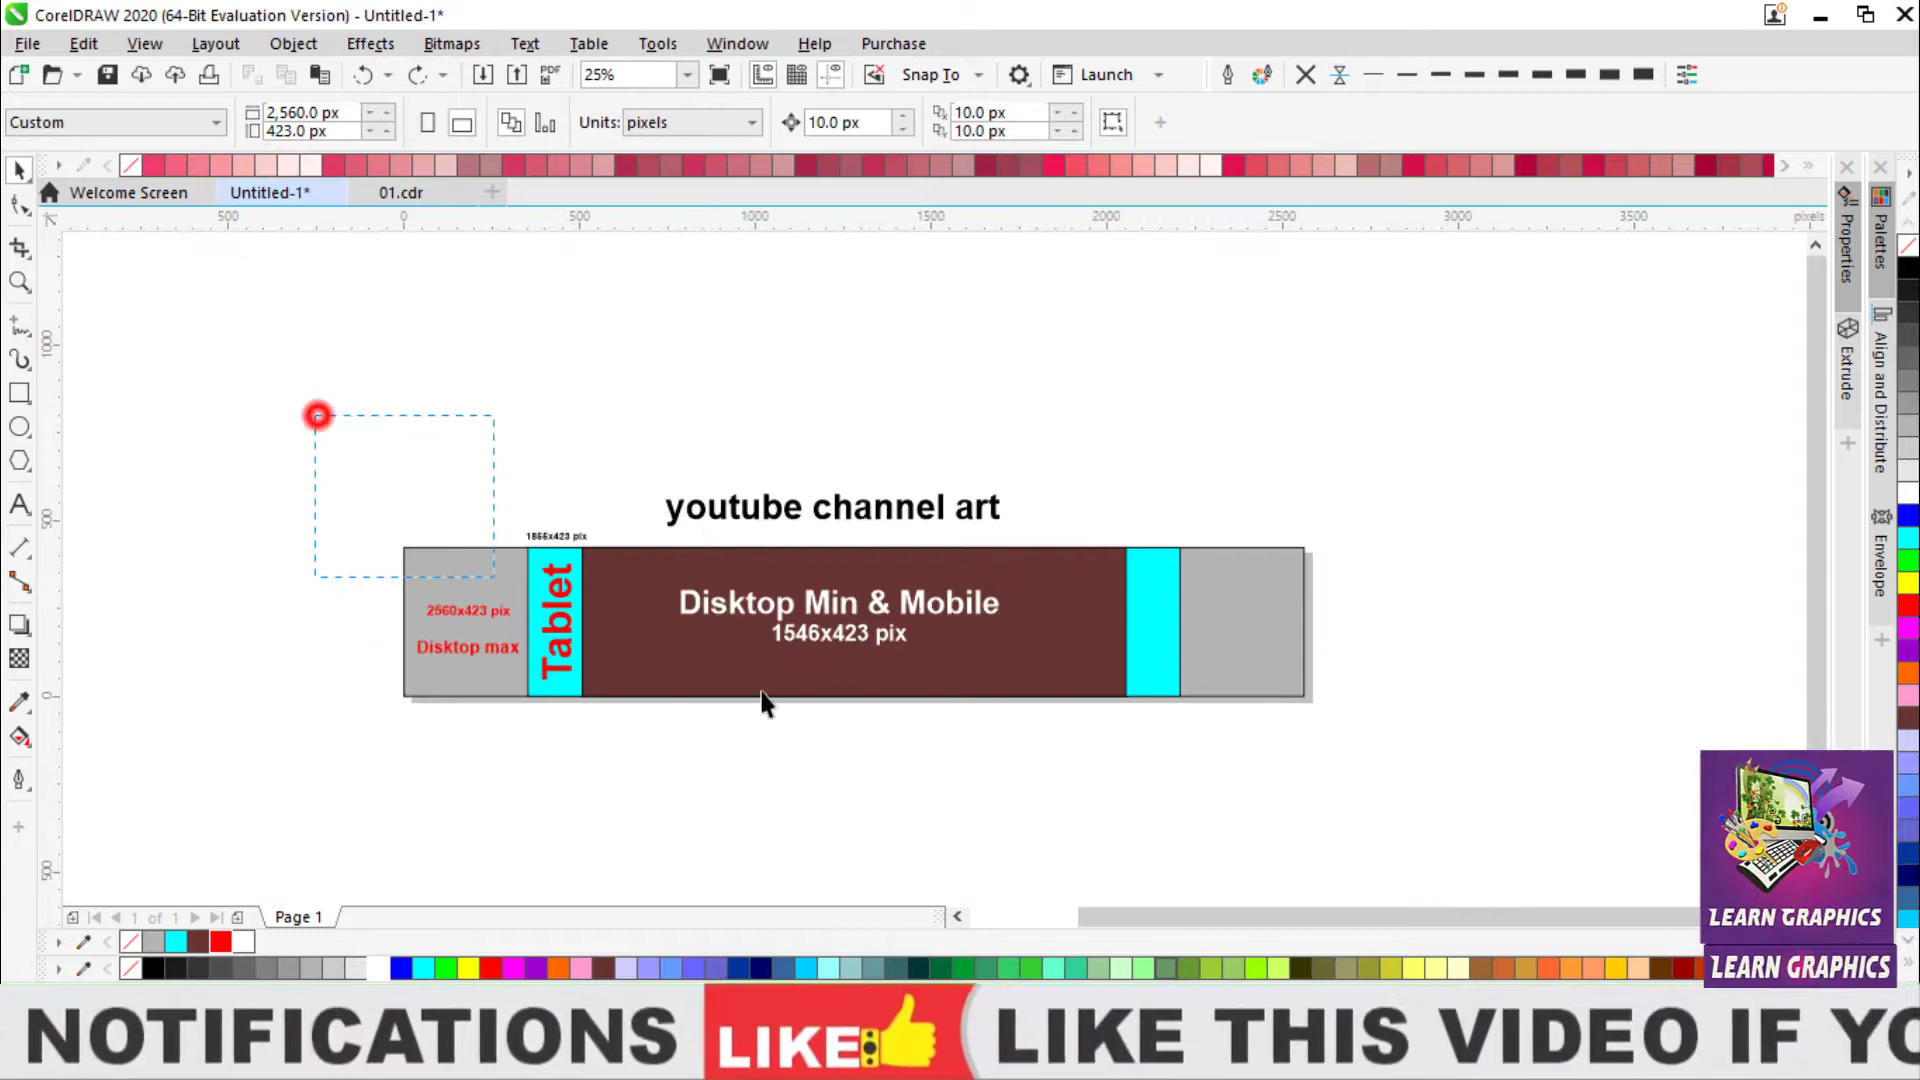 CorelDRAW 2020 (64-Bit Evaluation Version) - Untitled-1*
File Edit View Layout Object Effects Bitmaps Text Table Tools Window Help Purchase
PDF 25% Snap To Launch
Custom 2,560.0 px 423.0 px Units: pixels 10.0 px 10.0 px 10.0 px
Welcome Screen Untitled-1* 01.cdr
500 0 500 1000 1500 2000 2500 3000 3500 pixels
1000
500
0
500
Properties
Extrude
Palettes
Align and Distribute
Envelope
youtube channel art
1866x423 pix
2560x423 pix
Disktop max
Tablet
Disktop Min & Mobile
1546x423 pix
1 of 1 Page 1
LEARN GRAPHICS
LEARN GRAPHICS
NOTIFICATIONS LIKE LIKE THIS VIDEO IF YO